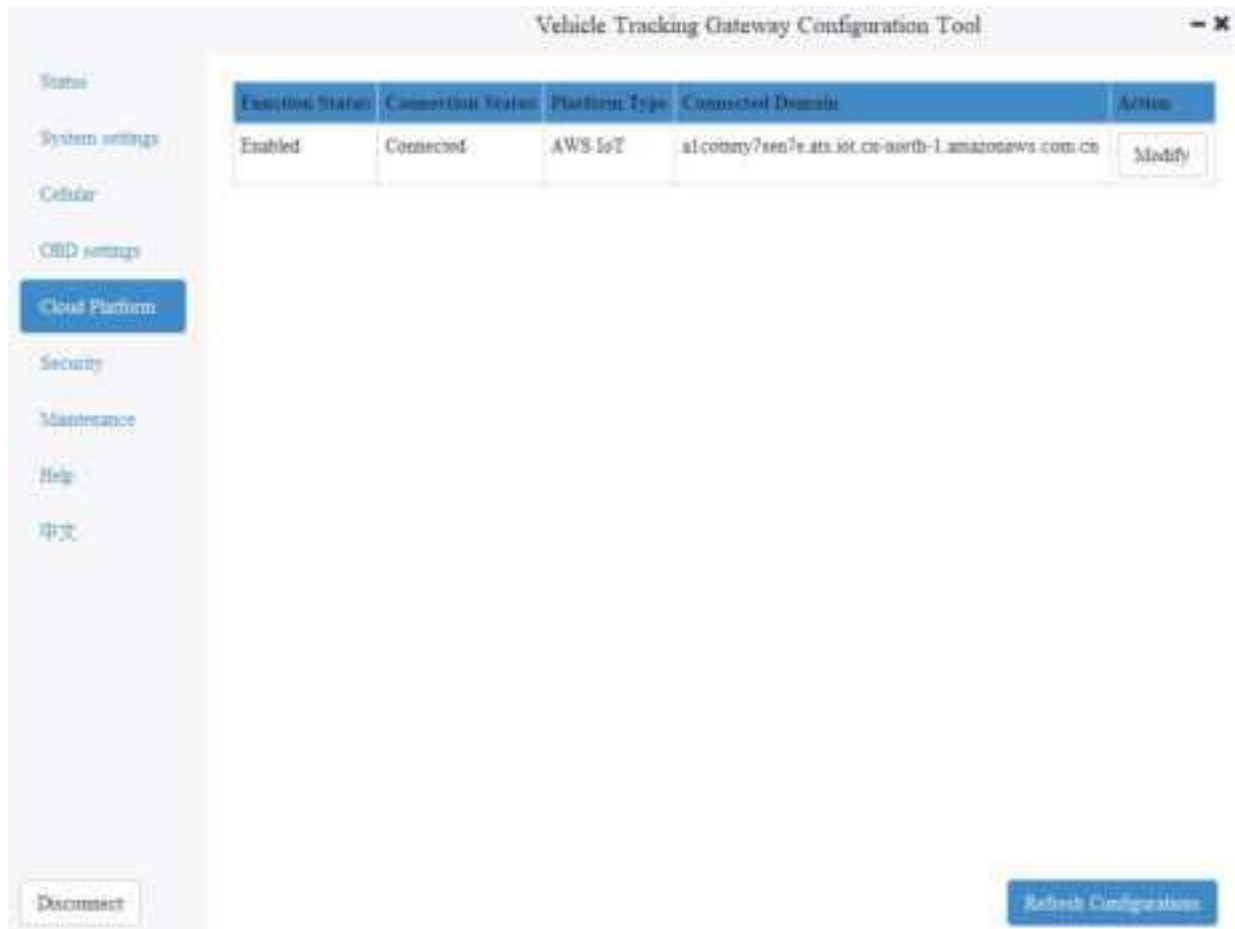 Vehicle Tracking Gateway Configuration Tool
Status
System settings
Cellular
OBD settings
Cloud Platform
Security
Maintenance
Help
中文
Function Status Connection Status Platform Type Connected Domain Action
Enabled Connected AWS IoT Modify
Disconnect
Refresh Configurations